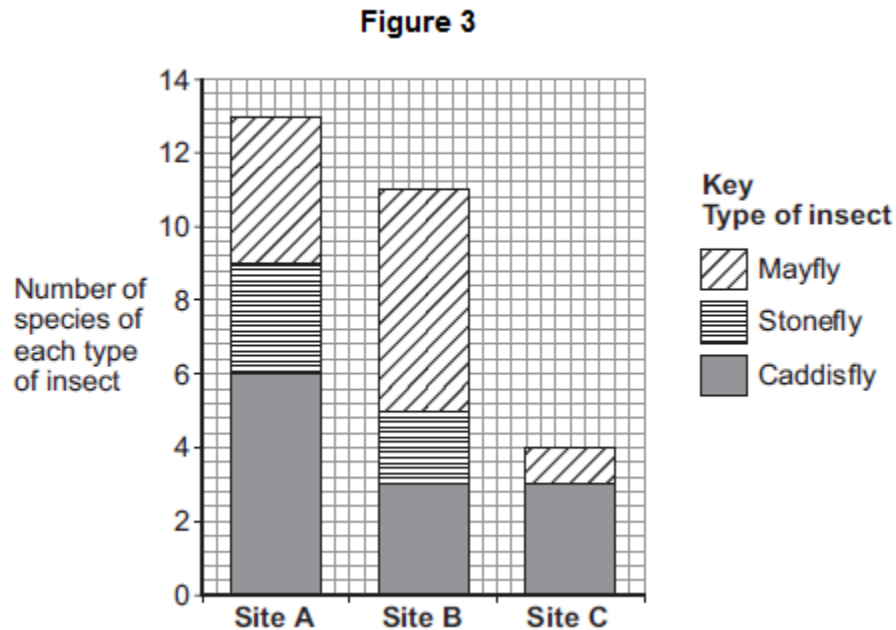 Figure 3
14
12
10
8
6
4
2
0
Number of
species of
each type
of insect
Site A
Site B
Site C
Key
Type of insect
Mayfly
Stonefly
Caddisfly